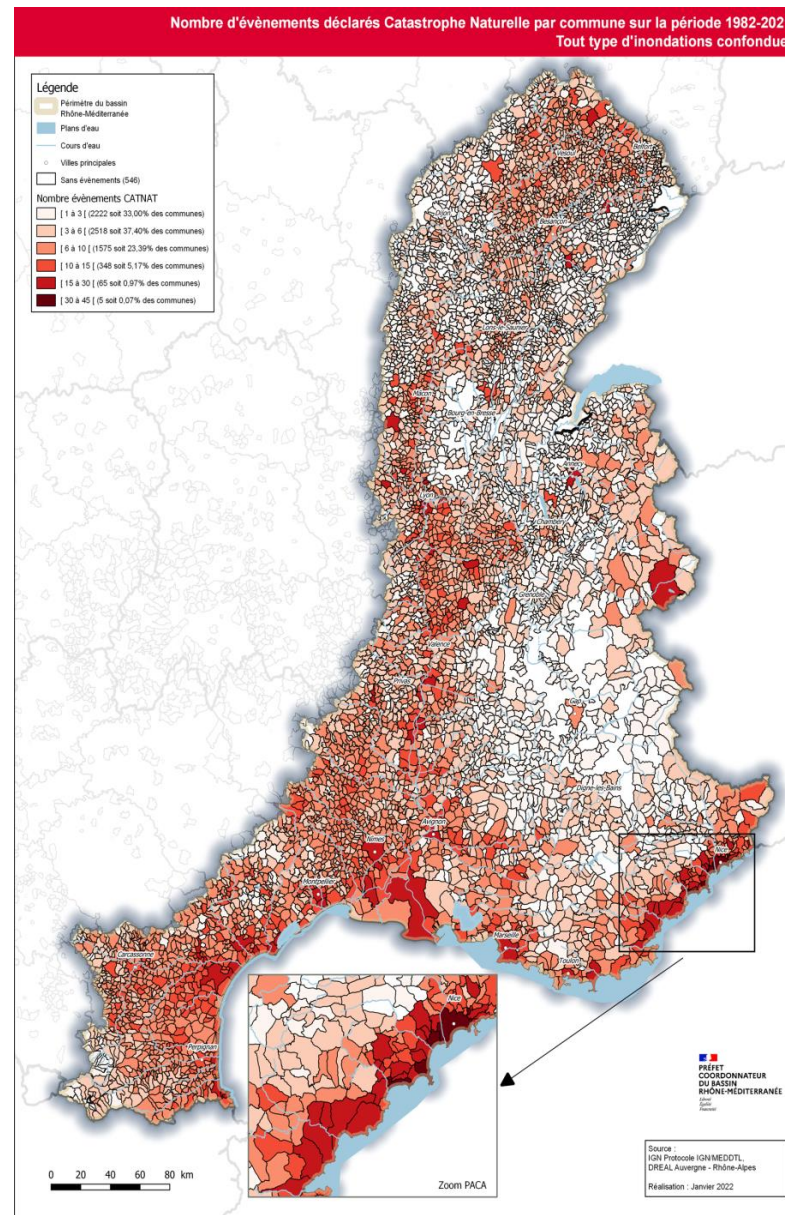 Nombre d'évènements déclarés Catastrophe Naturelle par commune sur la période 1982-202
Tout type d'inondations confondue
Légende
Périmètre du bassin
Rhône-Méditerranée
Plans d'eau
Cours d'eau
Villes principales
Sans évènements (546)
Nombre évènements CATNAT
[ 1 à 3 [ (2222 soit 33,00% des communes)
[ 3 à 6 [ (2518 soit 37,40% des communes)
[ 6 à 10 [ (1575 soit 23.39% des communes)
[ 10 à 15 [ (348 soit 5,17% des communes)
[ 15 à 30 [ (65 soit 0,97% des communes)
[ 30 à 45 [ (5 soit 0,07% des communes)
Vesoul
Belfort
Dijon
Besançon
Lons-le-Saunier
Macon
Bourg-en-Bresse
Annecy
Lyon
Chambéry
Grenoble
Valence
Privas
Gap
Digne-les-Bains
Avignon
Nîmes
Nice
Montpellier
Marseille
Carcassonne
Toulon
Perpignan
Nice
Zoom PACA
PRÉFET
COORDONNATEUR
DU BASSIN
RHÔNE-MÉDITERRANÉE
Liberté
Égalité
Fraternité
0 20 40 60 80 km
Source :
IGN Protocole IGN/MEDDTL,
DREAL Auvergne - Rhône-Alpes
Réalisation : Janvier 2022